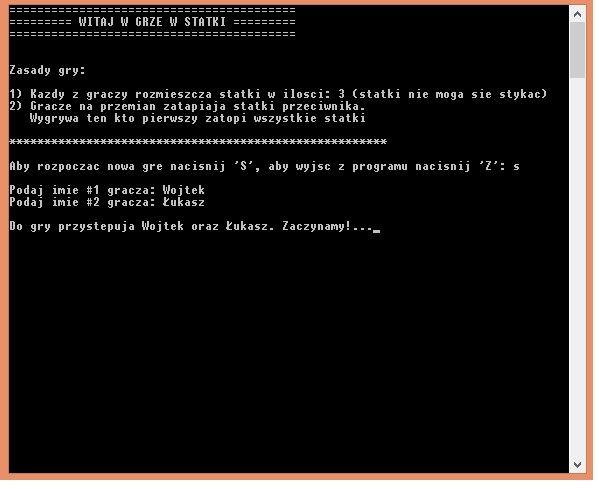 =========================================
========= WITAJ W GRZE W STATKI =========
=========================================
Zasady gry:
1) Kazdy z graczy rozmieszcza statki w ilosci: 3 (statki nie moga sie stykac)
2) Gracze na przemian zatapiaja statki przeciwnika.
Wygrywa ten kto pierwszy zatopi wszystkie statki
******************************************************
Aby rozpoczac nowa gre nacisnij 'S', aby wyjsc z programu nacisnij 'Z': s
Podaj imie #1 gracza: Wojtek
Podaj imie #2 gracza: Łukasz
Do gry przystepuja Wojtek oraz Łukasz. Zaczynamy!..._